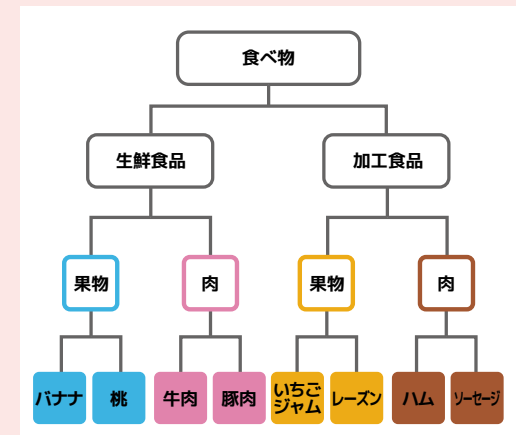 食べ物
生鮮食品
加工食品
果物
肉
果物
肉
バナナ
桃
牛肉
豚肉
いちご
ジャム
レーズン
ハム
ソーセージ